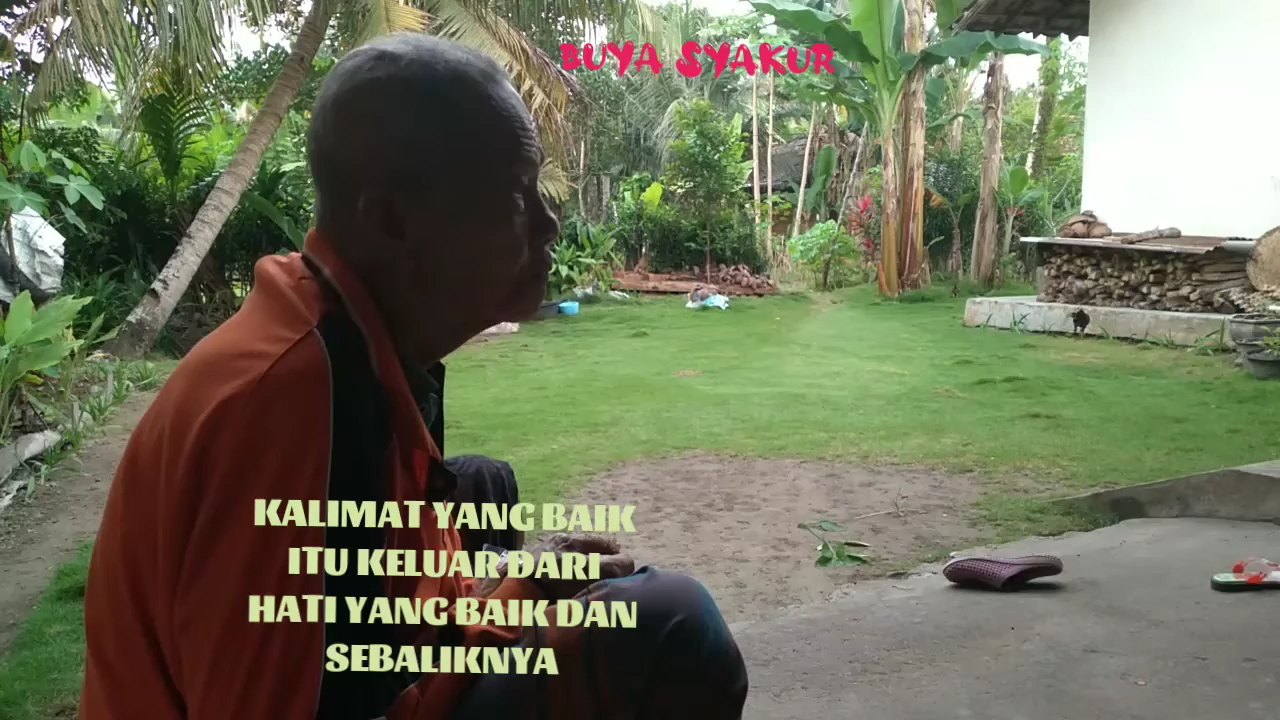 BUYA SYAKUR
KALIMAT YANG BAIK
ITU KELUAR DARI
HATI YANG BAIK DAN
SEBALIKNYA